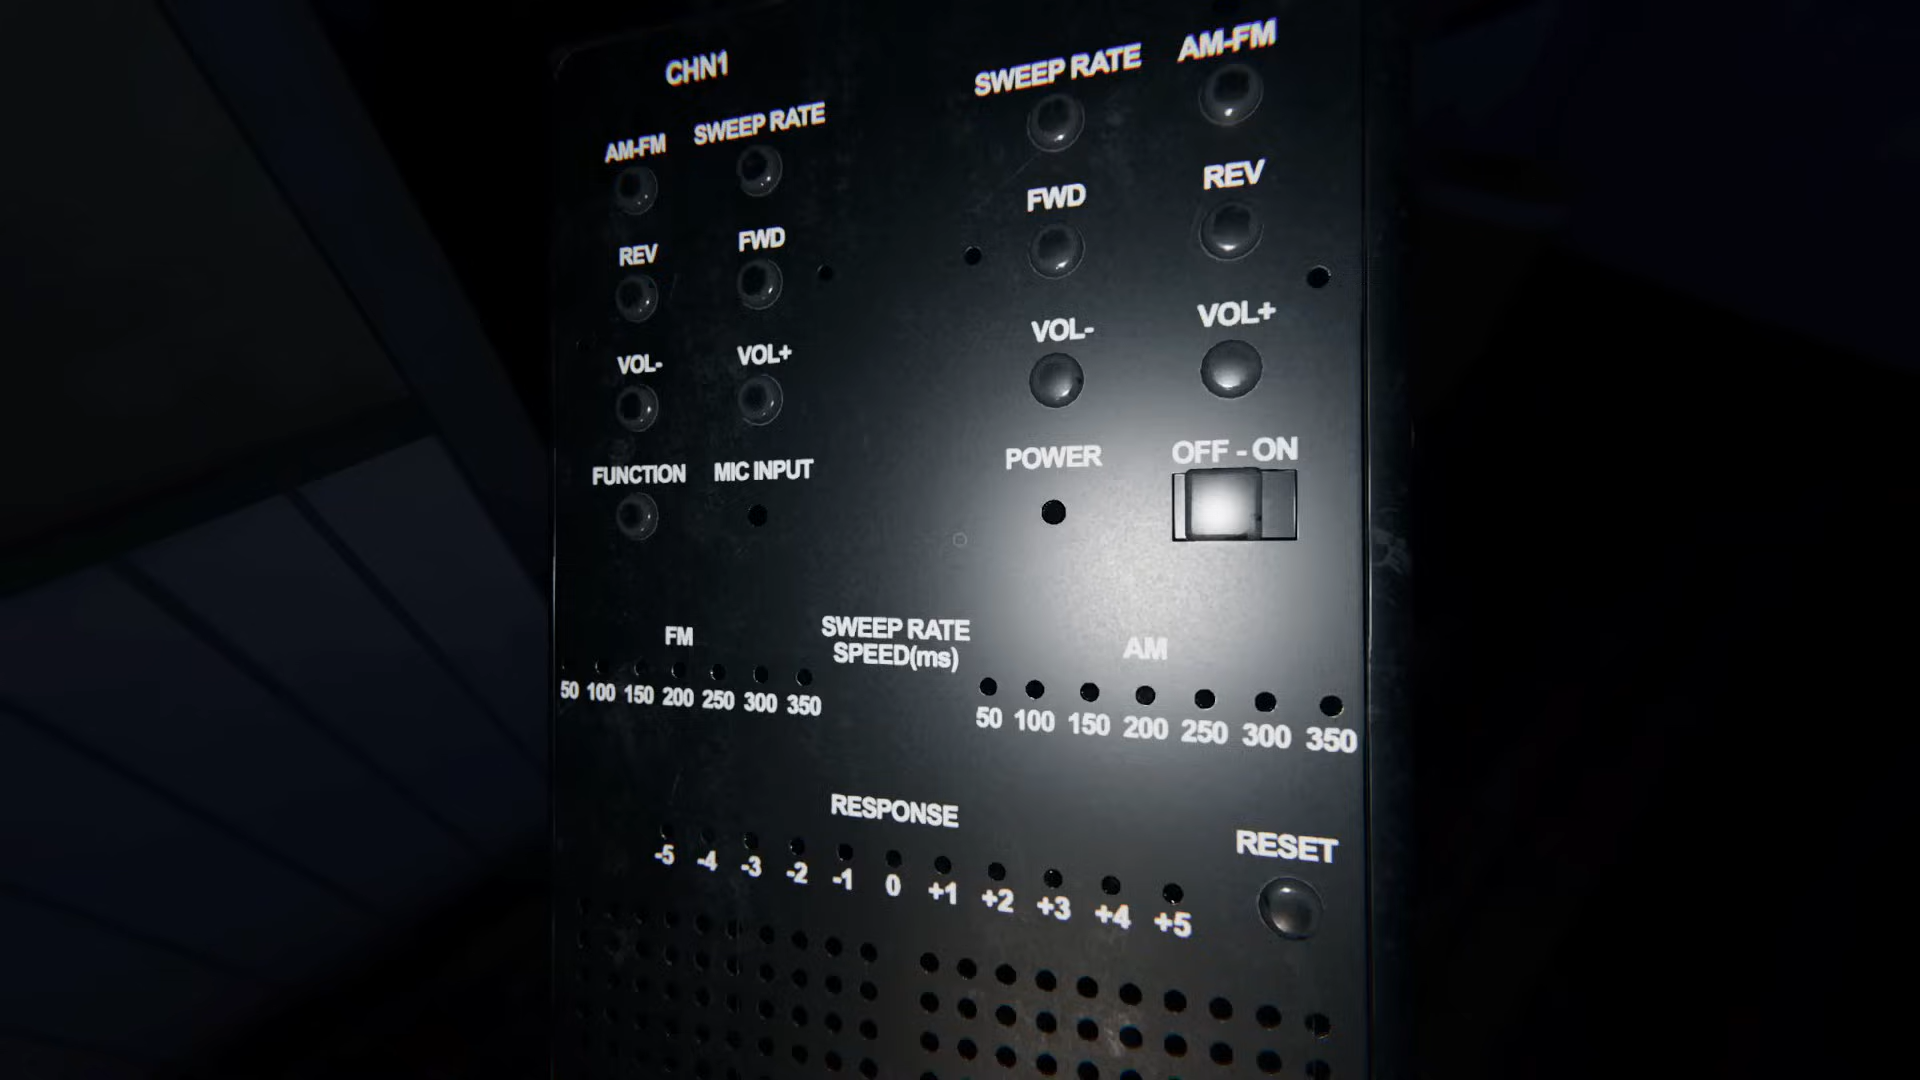 CHN1
AM-FM SWEEP RATE
REV FWD
VOL- VOL+
FUNCTION MIC INPUT
SWEEP RATE AM-FM
FWD REV
VOL- VOL+
POWER OFF - ON
FM
50 100 150 200 250 300 350
SWEEP RATE
SPEED(ms)
AM
50 100 150 200 250 300 350
RESPONSE
-5 -4 -3 -2 -1 0 +1 +2 +3 +4 +5
RESET